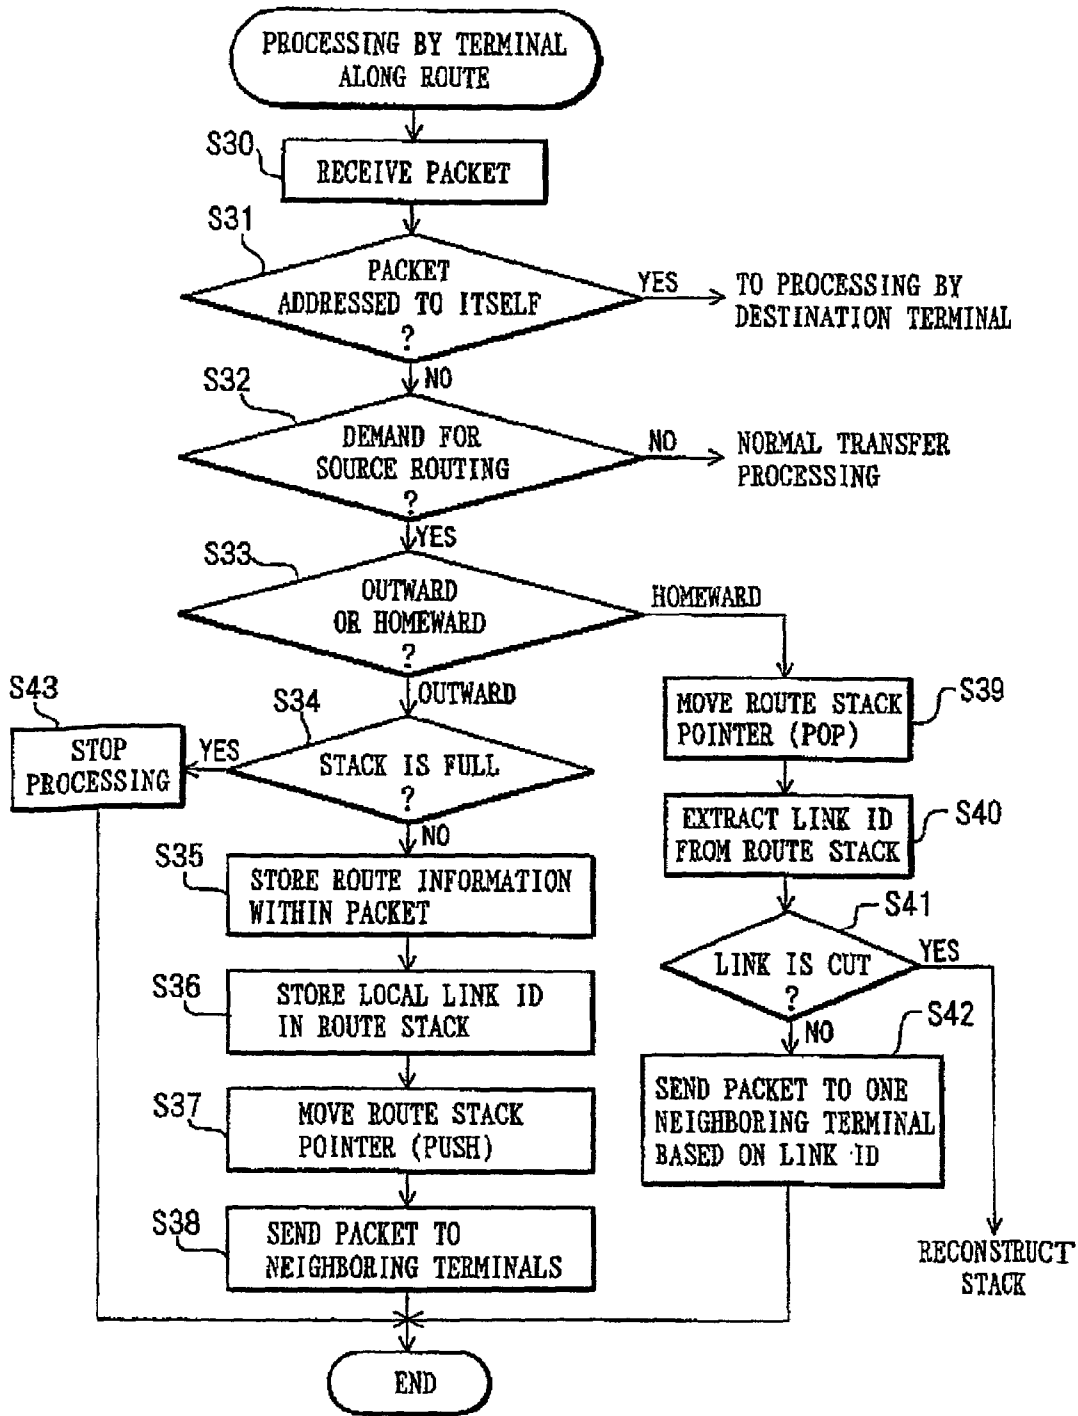 PROCESSING BY TERMINAL
ALONG ROUTE
S30
RECEIVE PACKET
S31
PACKET
ADDRESSED TO ITSELF
?
YES
TO PROCESSING BY
DESTINATION TERMINAL
NO
S32
DEMAND FOR
SOURCE ROUTING
?
NO
NORMAL TRANSFER
PROCESSING
YES
S33
OUTWARD
OR HOMEWARD
?
HOMEWARD
OUTWARD
S43
STOP
PROCESSING
YES
S34
STACK IS FULL
?
NO
S35
STORE ROUTE INFORMATION
WITHIN PACKET
S36
STORE LOCAL LINK ID
IN ROUTE STACK
S37
MOVE ROUTE STACK
POINTER (PUSH)
S38
SEND PACKET TO
NEIGHBORING TERMINALS
S39
MOVE ROUTE STACK
POINTER (POP)
S40
EXTRACT LINK ID
FROM ROUTE STACK
S41
LINK IS CUT
?
YES
NO
S42
SEND PACKET TO ONE
NEIGHBORING TERMINAL
BASED ON LINK ID
RECONSTRUCT
STACK
END